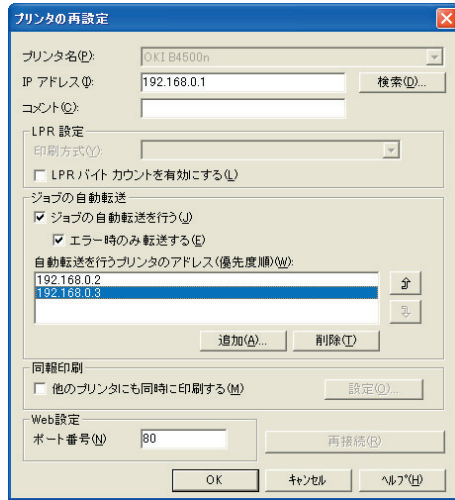 プリンタの再設定
プリンタ名(P): OKI B4500n
IP アドレス(I): 192.168.0.1 検索(D)...
コメント(C):
LPR 設定
印刷方式(Y):
LPR バイト カウントを有効にする(L)
ジョブの自動転送
ジョブの自動転送を行う(J)
エラー時のみ転送する(E)
自動転送を行うプリンタのアドレス(優先度順)(W):
192.168.0.2
192.168.0.3
追加(A)... 削除(T)
同報印刷
他のプリンタにも同時に印刷する(M) 設定(O)...
Web設定
ポート番号(N) 80 再接続(R)
OK キャンセル ヘルプ(H)